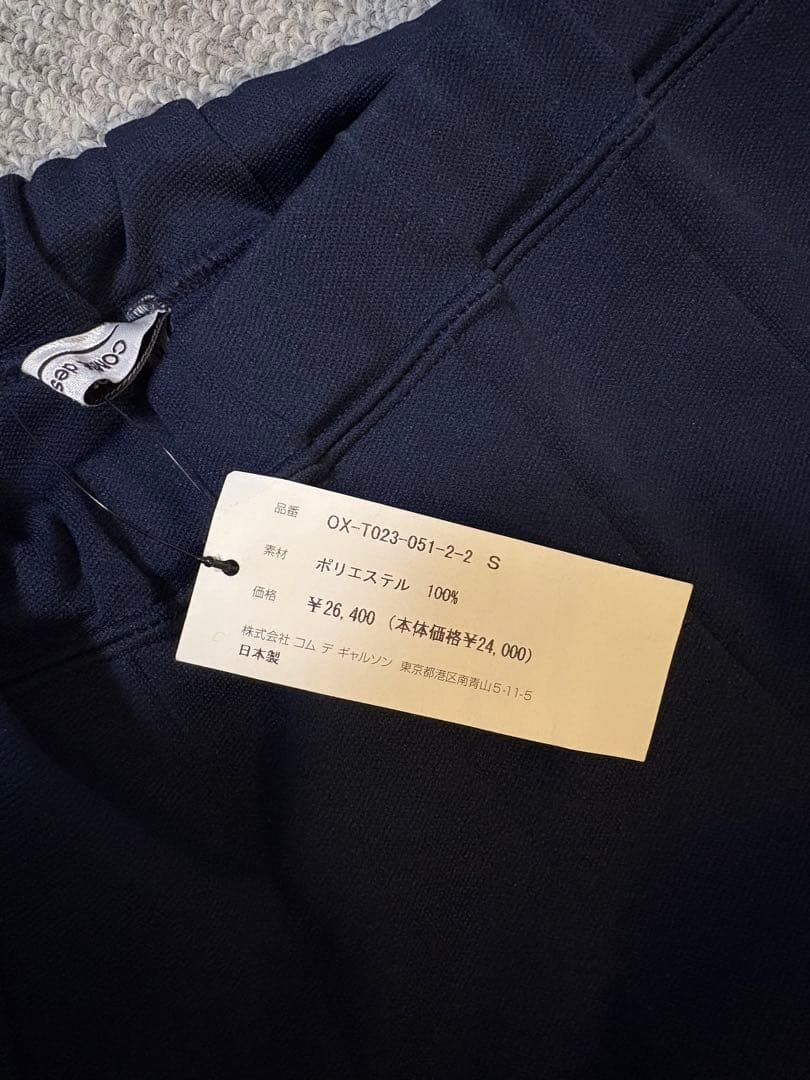 COM
des
品番 OX-T023-051-2-2 S
素材 ポリエステル 100%
価格 ¥26,400 (本体価格¥24,000)
株式会社 コム デ ギャルソン 東京都港区南青山5-11-5
日本製